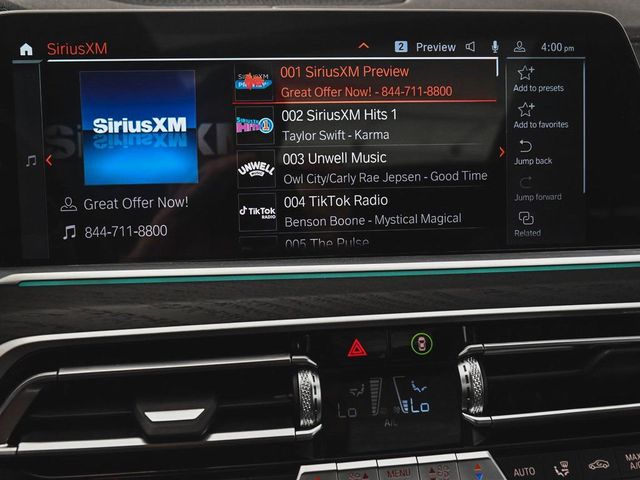 SiriusXM
2 Preview 4:00 pm
001 SiriusXM Preview
Great Offer Now! - 844-711-8800
002 SiriusXM Hits 1
Taylor Swift - Karma
003 Unwell Music
Owl City/Carly Rae Jepsen - Good Time
004 TikTok Radio
Benson Boone - Mystical Magical
005 The Pulse
SiriusXM
Great Offer Now!
844-711-8800
UNWELL
MUSIC
TikTok
RADIO
Add to presets
Add to favorites
Jump back
Jump forward
Related
Lo
Lo
A/C
MENU
AUTO
MAX
A/C